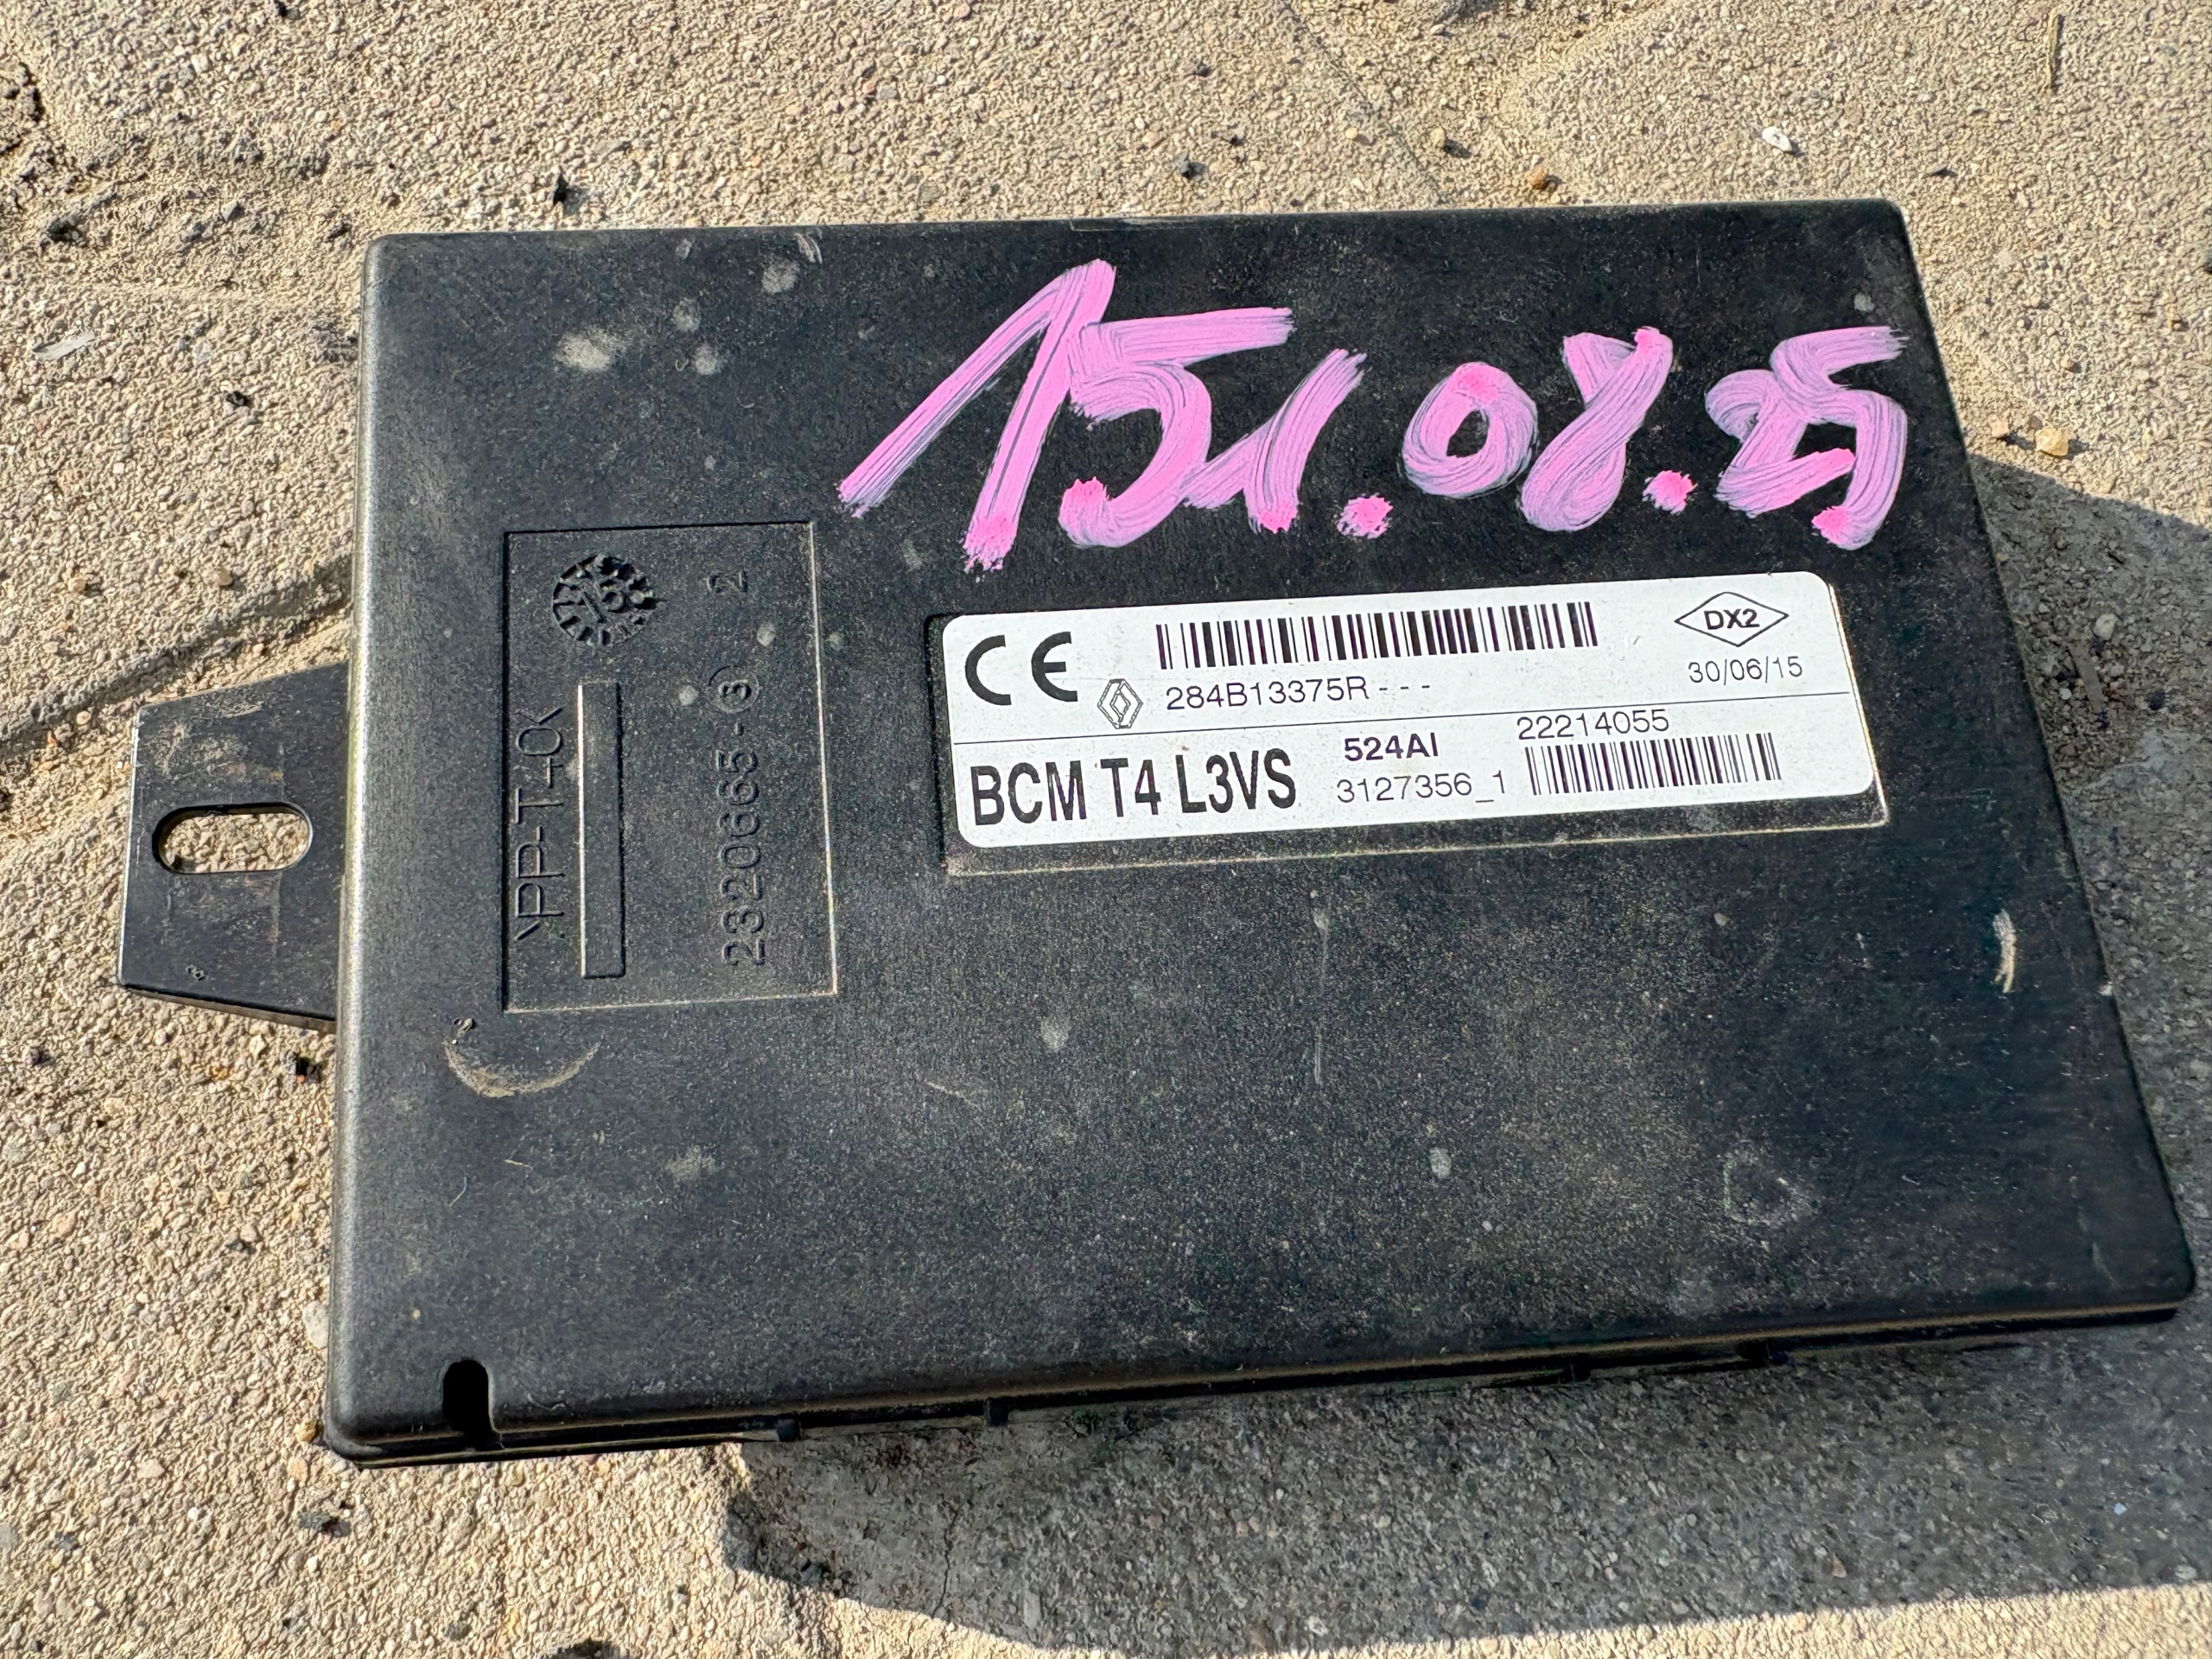 151.08.25
CE
284B13375R---
DX2
30/06/15
BCM T4 L3VS
524AI
3127356_1
22214055
>PP-T40<
2320665-3
2
15